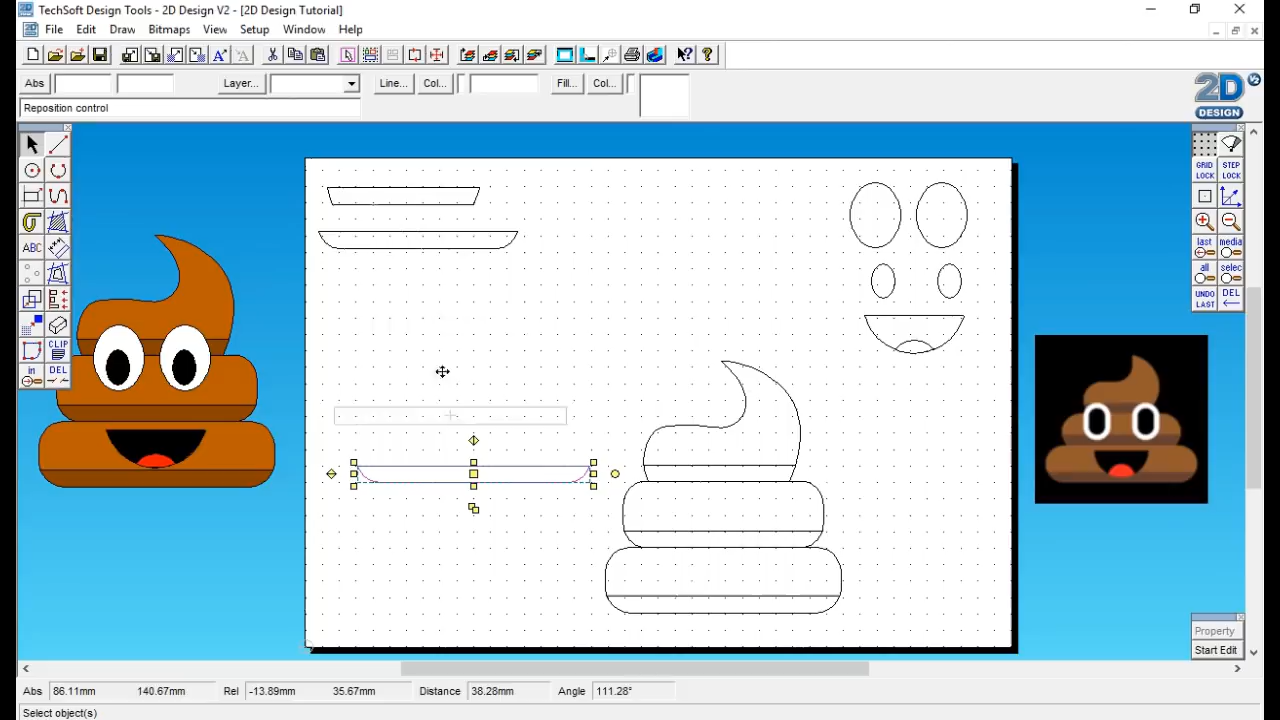 TechSoft Design Tools - 2D Design V2 - [2D Design Tutorial]
File Edit Draw Bitmaps View Setup Window Help
Abs Layer... Line... Col... Fill... Col...
Reposition control
2D
DESIGN
V2
GRID LOCK STEP LOCK
ABC
last media
all selec
UNDO LAST DEL
CLIP
in DEL
Property
Start Edit
Abs 86.11mm 140.67mm Rel -13.89mm 35.67mm Distance 38.28mm Angle 111.28°
Select object(s)